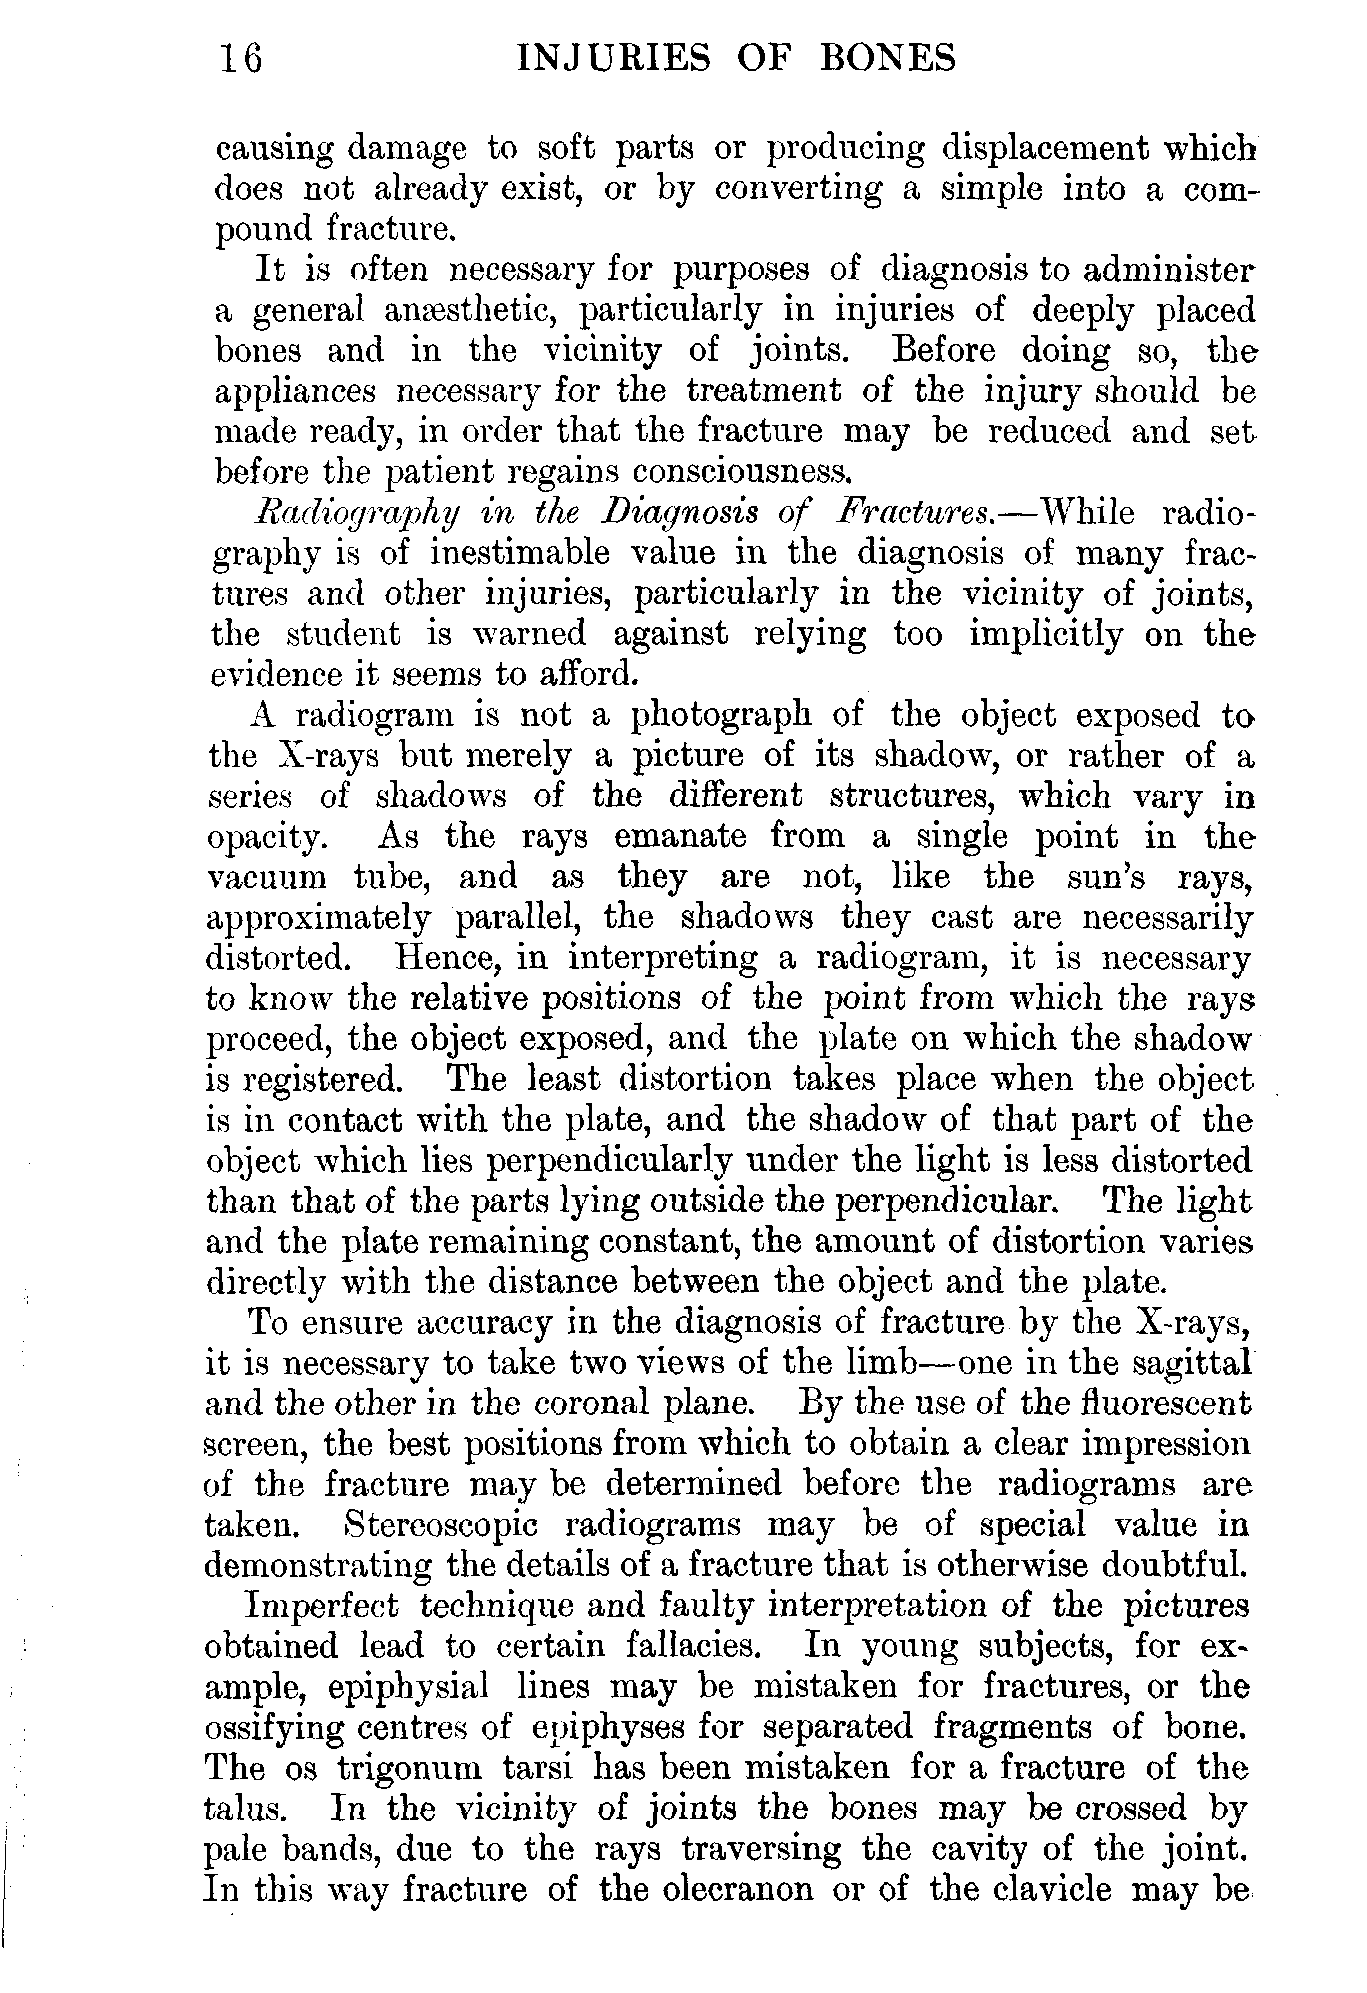 16 INJURIES OF BONES
causing damage to soft parts or producing displacement which
does not already exist, or by converting a simple into a com-
pound fracture.
It is often necessary for purposes of diagnosis to administer
a general anæsthetic, particularly in injuries of deeply placed
bones and in the vicinity of joints. Before doing so, the
appliances necessary for the treatment of the injury should be
made ready, in order that the fracture may be reduced and set
before the patient regains consciousness.
Radiography in the Diagnosis of Fractures.—While radio-
graphy is of inestimable value in the diagnosis of many frac-
tures and other injuries, particularly in the vicinity of joints,
the student is warned against relying too implicitly on the
evidence it seems to afford.
A radiogram is not a photograph of the object exposed to
the X-rays but merely a picture of its shadow, or rather of a
series of shadows of the different structures, which vary in
opacity. As the rays emanate from a single point in the
vacuum tube, and as they are not, like the sun's rays,
approximately parallel, the shadows they cast are necessarily
distorted. Hence, in interpreting a radiogram, it is necessary
to know the relative positions of the point from which the rays
proceed, the object exposed, and the plate on which the shadow
is registered. The least distortion takes place when the object
is in contact with the plate, and the shadow of that part of the
object which lies perpendicularly under the light is less distorted
than that of the parts lying outside the perpendicular. The light
and the plate remaining constant, the amount of distortion varies
directly with the distance between the object and the plate.
To ensure accuracy in the diagnosis of fracture by the X-rays,
it is necessary to take two views of the limb—one in the sagittal
and the other in the coronal plane. By the use of the fluorescent
screen, the best positions from which to obtain a clear impression
of the fracture may be determined before the radiograms are
taken. Stereoscopic radiograms may be of special value in
demonstrating the details of a fracture that is otherwise doubtful.
Imperfect technique and faulty interpretation of the pictures
obtained lead to certain fallacies. In young subjects, for ex-
ample, epiphysial lines may be mistaken for fractures, or the
ossifying centres of epiphyses for separated fragments of bone.
The os trigonum tarsi has been mistaken for a fracture of the
talus. In the vicinity of joints the bones may be crossed by
pale bands, due to the rays traversing the cavity of the joint.
In this way fracture of the olecranon or of the clavicle may be